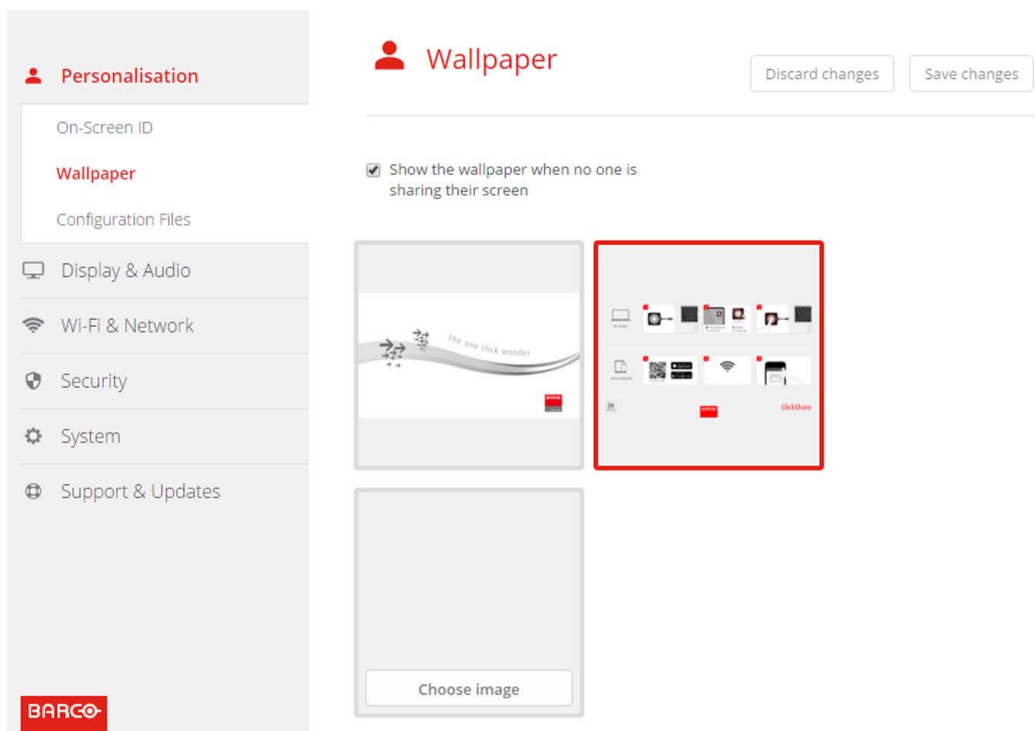 Personalisation
On-Screen ID
Wallpaper
Configuration Files
Display & Audio
Wi-Fi & Network
Security
System
Support & Updates
BARCO
Wallpaper
Discard changes
Save changes
Show the wallpaper when no one is
sharing their screen
The one click wonder
ClickShare
Choose image